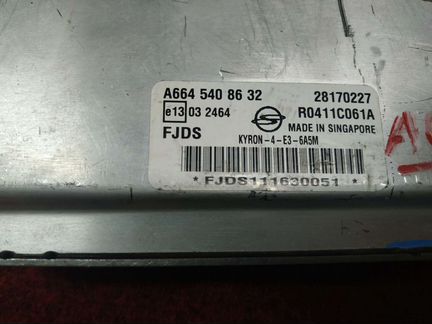 A664 540 86 32 28170227
e13 03 2464 R0411C061A
FJDS MADE IN SINGAPORE
KYRON-4-E3-6A5M
* FJDS111630051 *